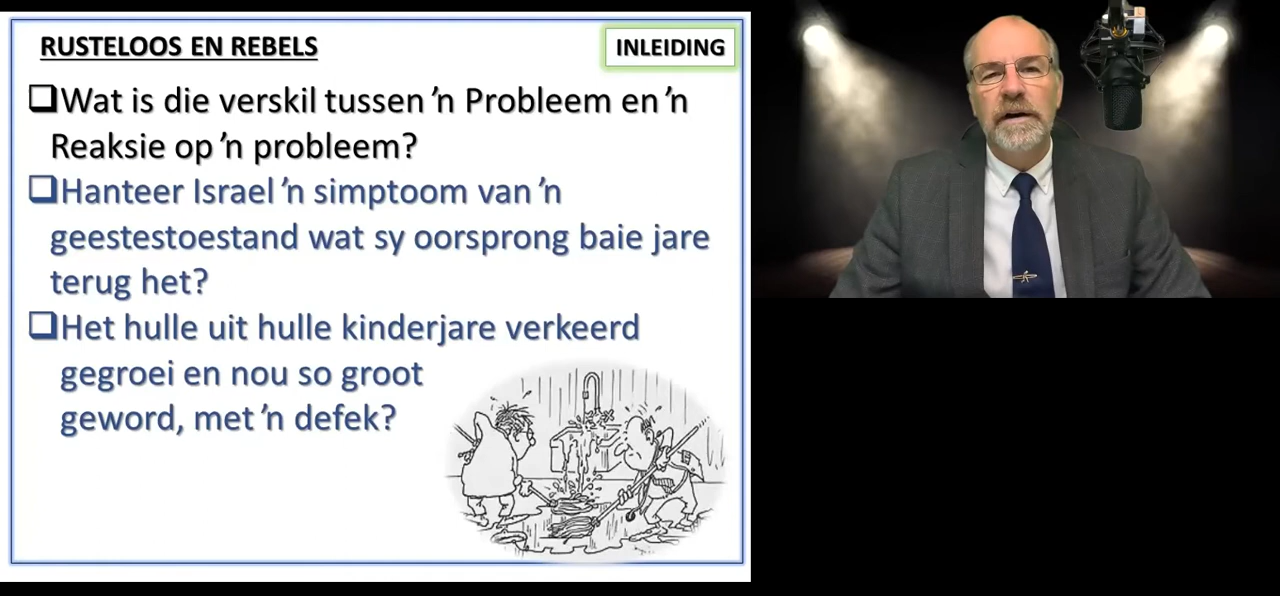 RUSTELOOS EN REBELS
INLEIDING
❑Wat is die verskil tussen ’n Probleem en ’n
Reaksie op ’n probleem?
❑Hanteer Israel ’n simptoom van ’n
geestestoestand wat sy oorsprong baie jare
terug het?
❑Het hulle uit hulle kinderjare verkeerd
gegroei en nou so groot
geword, met ’n defek?